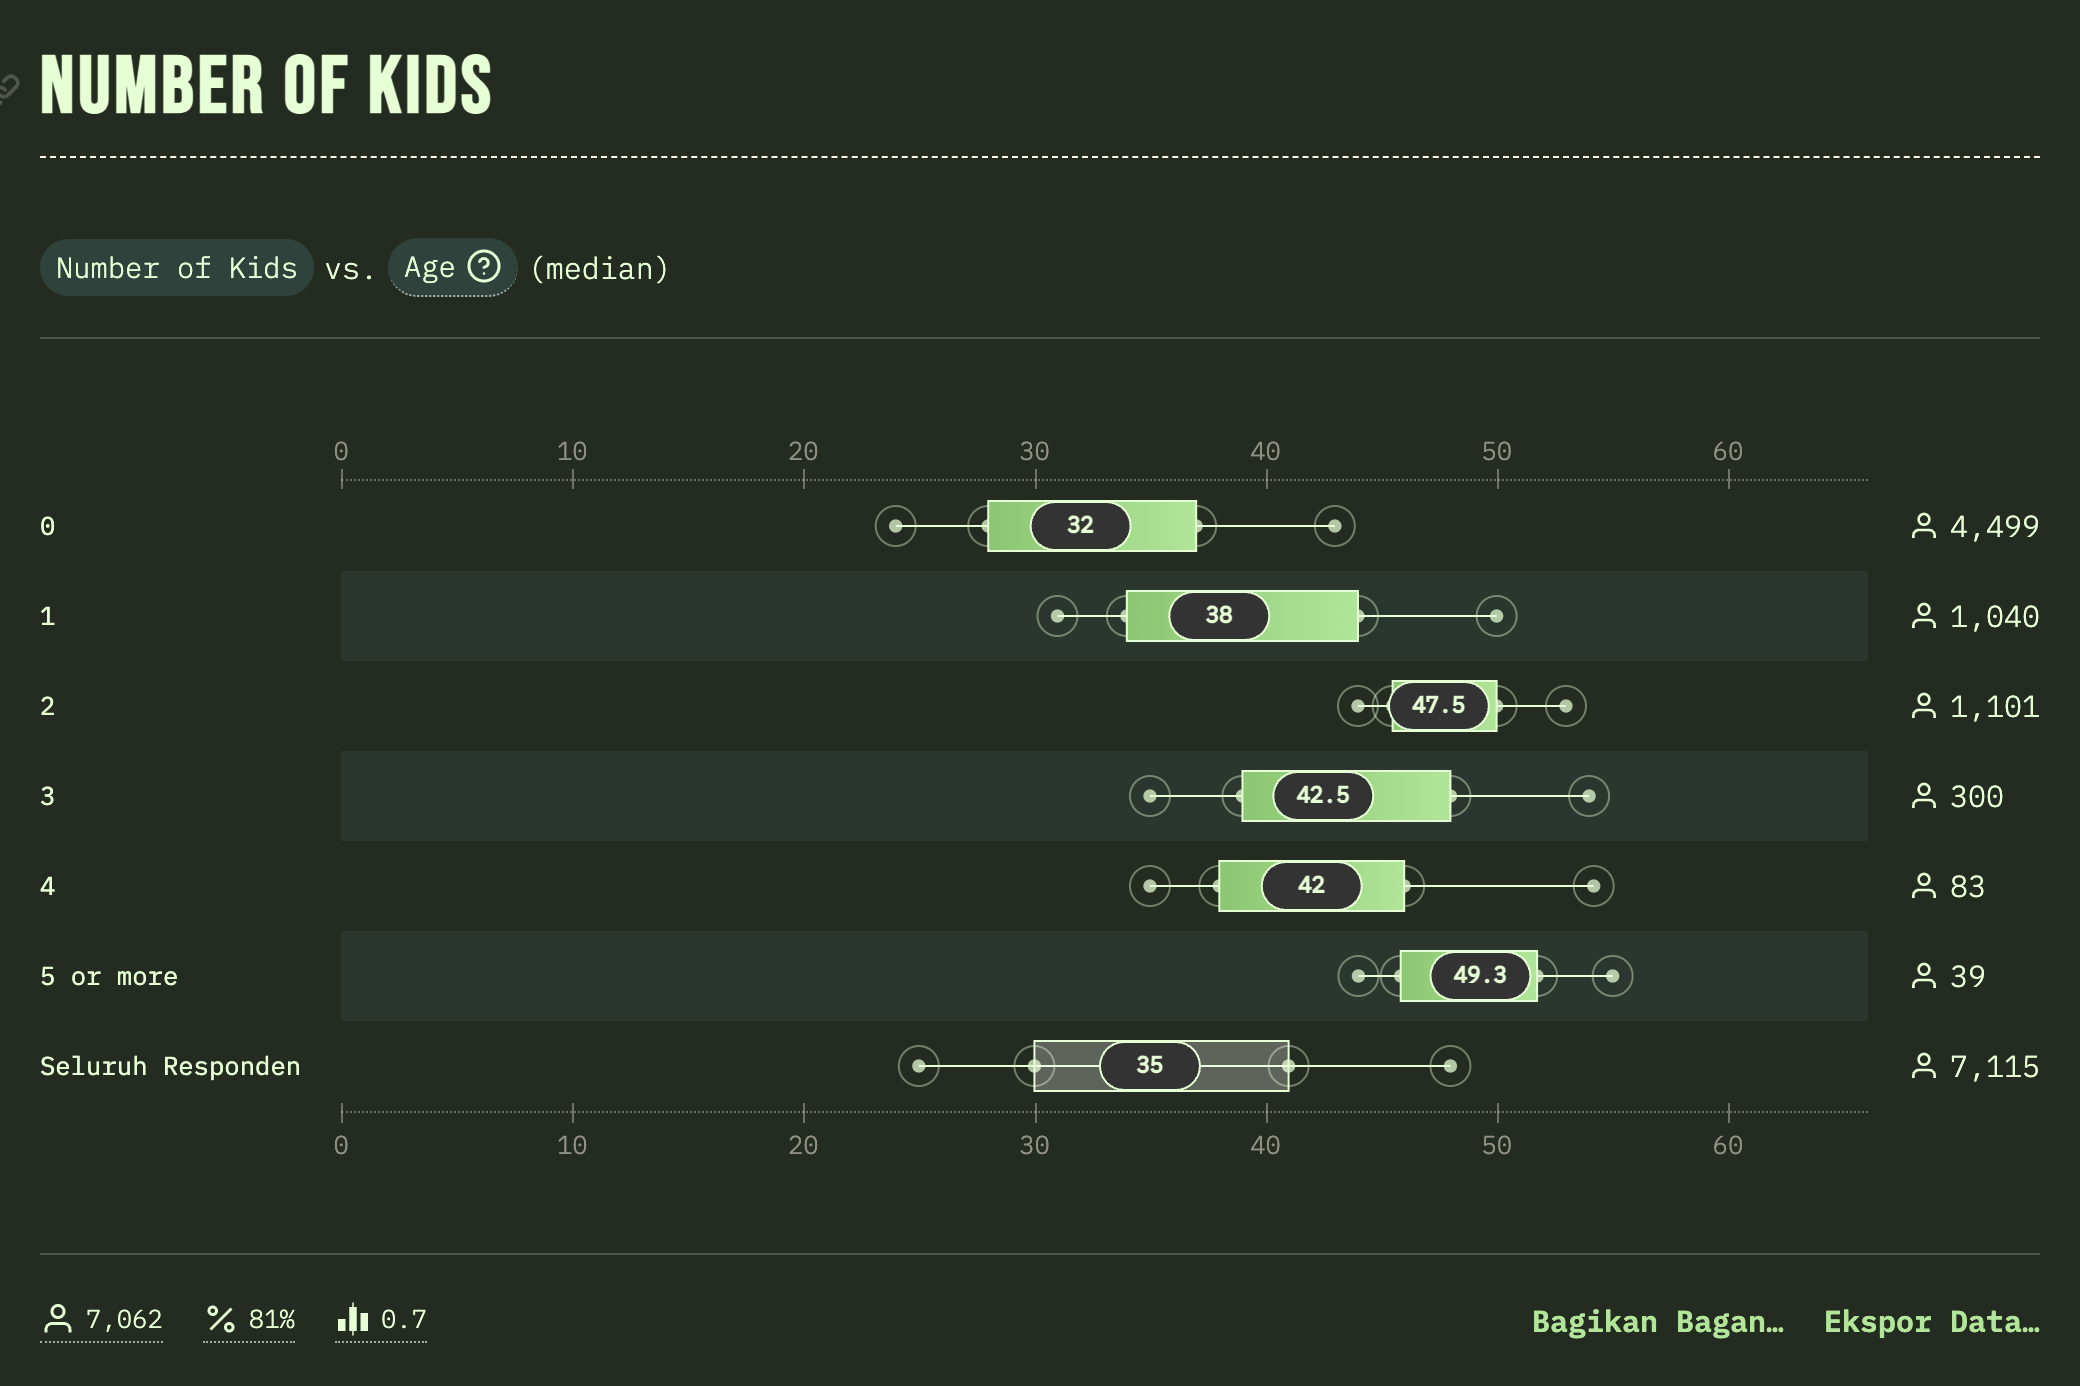 NUMBER OF KIDS
Number of Kids vs. Age (median)
0 10 20 30 40 50 60
0 32 4,499
1 38 1,040
2 47.5 1,101
3 42.5 300
4 42 83
5 or more 49.3 39
Seluruh Responden 35 7,115
0 10 20 30 40 50 60
7,062 81% 0.7 Bagikan Bagan… Ekspor Data…